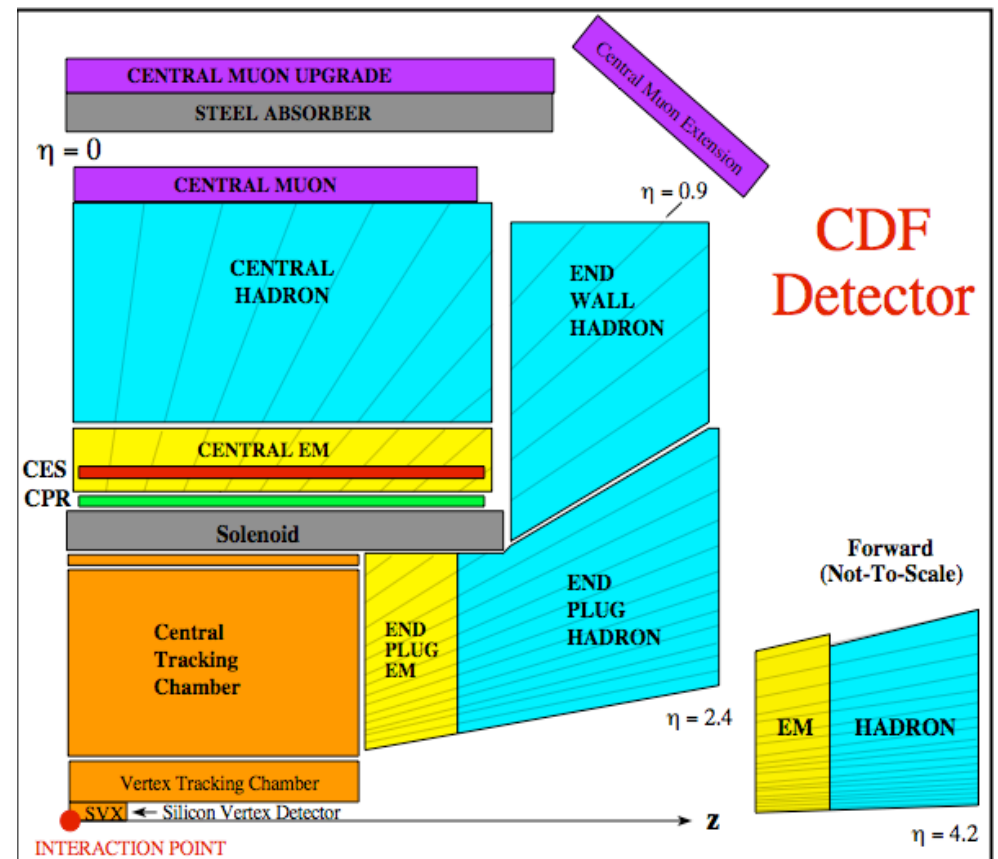 CENTRAL MUON UPGRADE
STEEL ABSORBER
Central Muon Extension
η = 0
CENTRAL MUON
η = 0.9
CDF
Detector
CENTRAL
HADRON
END
WALL
HADRON
CENTRAL EM
CES
CPR
Solenoid
Forward
(Not-To-Scale)
Central
Tracking
Chamber
END
PLUG
EM
END
PLUG
HADRON
η = 2.4
EM
HADRON
Vertex Tracking Chamber
SVX ← Silicon Vertex Detector
z
INTERACTION POINT
η = 4.2